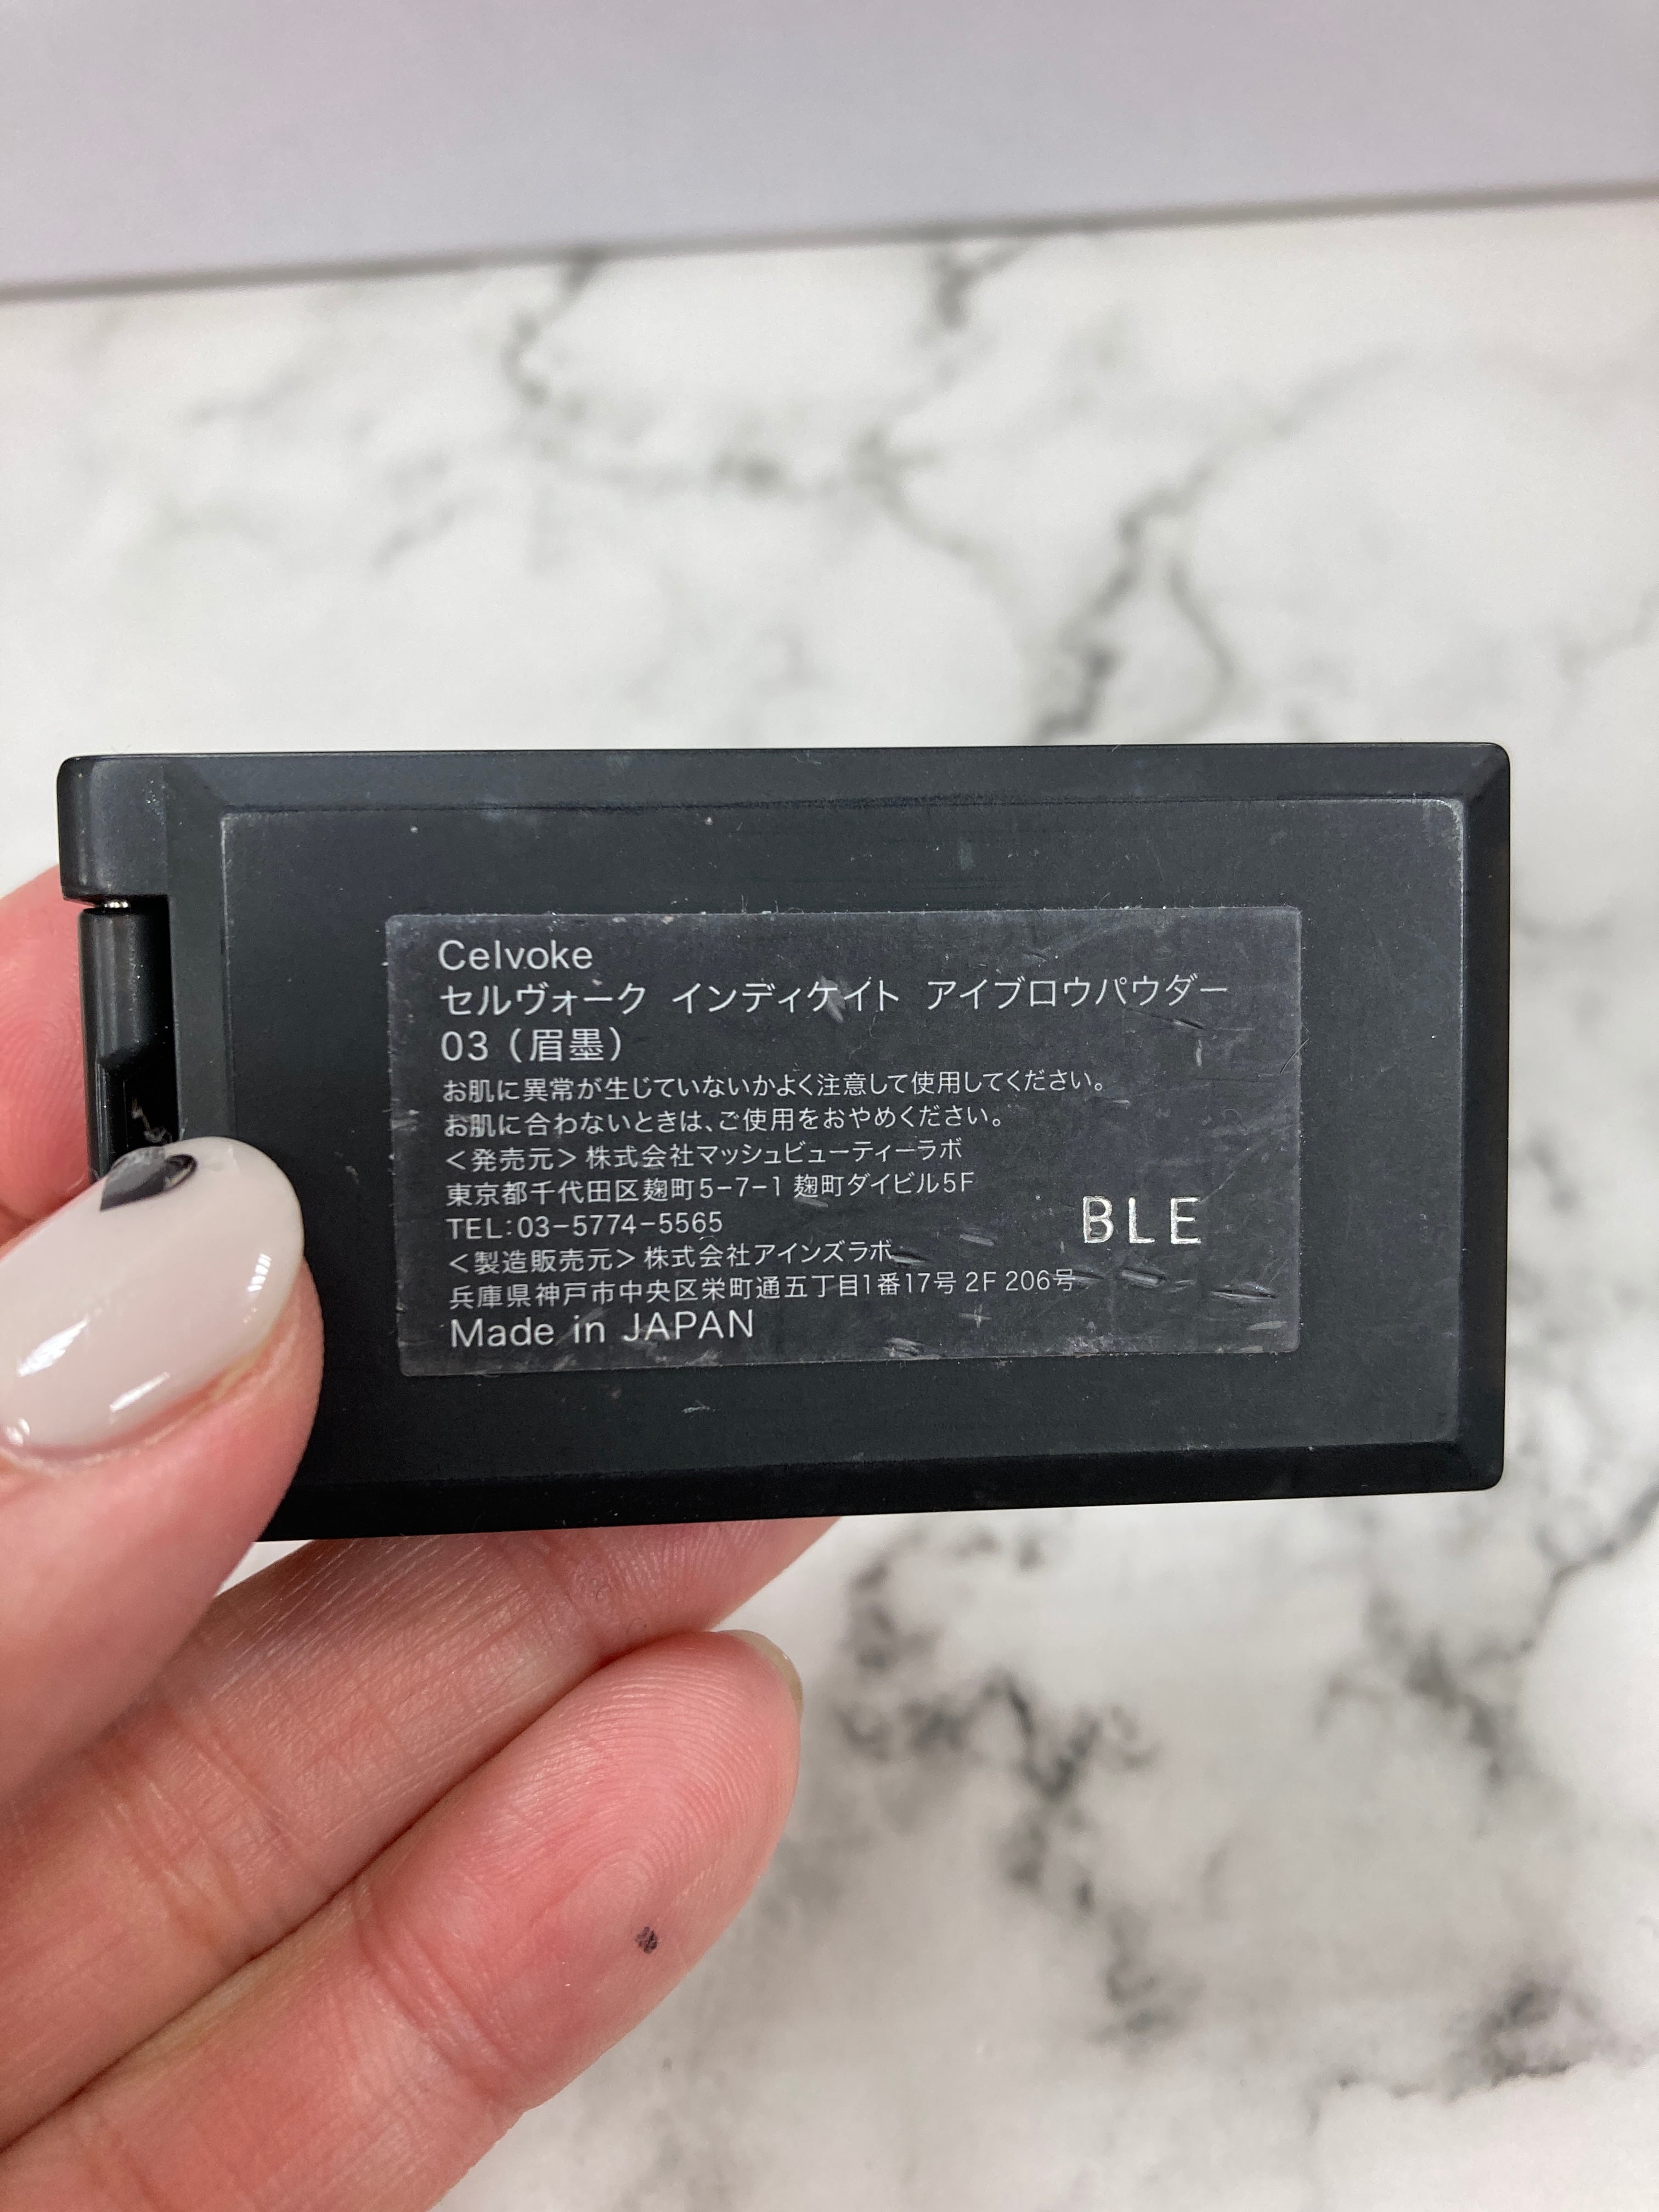 Celvoke
セルヴォーク インディケイト アイブロウパウダー
03（眉墨）
お肌に異常が生じていないかよく注意して使用してください。
お肌に合わないときは、ご使用をおやめください。
＜発売元＞株式会社マッシュビューティーラボ
東京都千代田区麹町5-7-1 麹町ダイビル5F
TEL:03-5774-5565
BLE
＜製造販売元＞株式会社アインズラボ
兵庫県神戸市中央区栄町通五丁目1番17号 2F 206号
Made in JAPAN